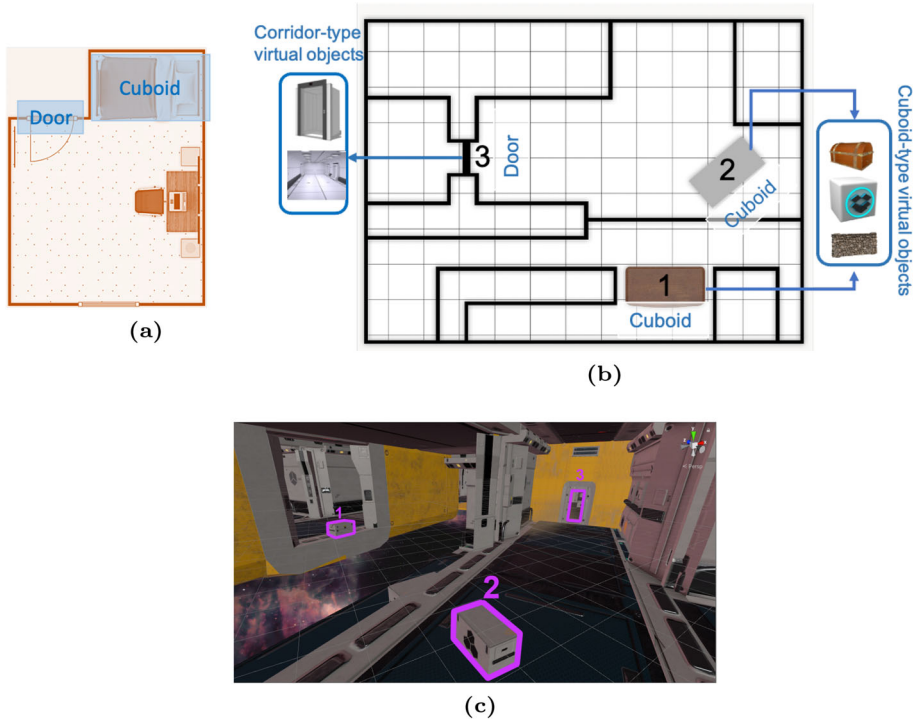 Cuboid
Door
(a)
Corridor-type
virtual objects
3
Door
2
Cuboid
1
Cuboid
Cuboid-type virtual objects
(b)
1
3
2
(c)